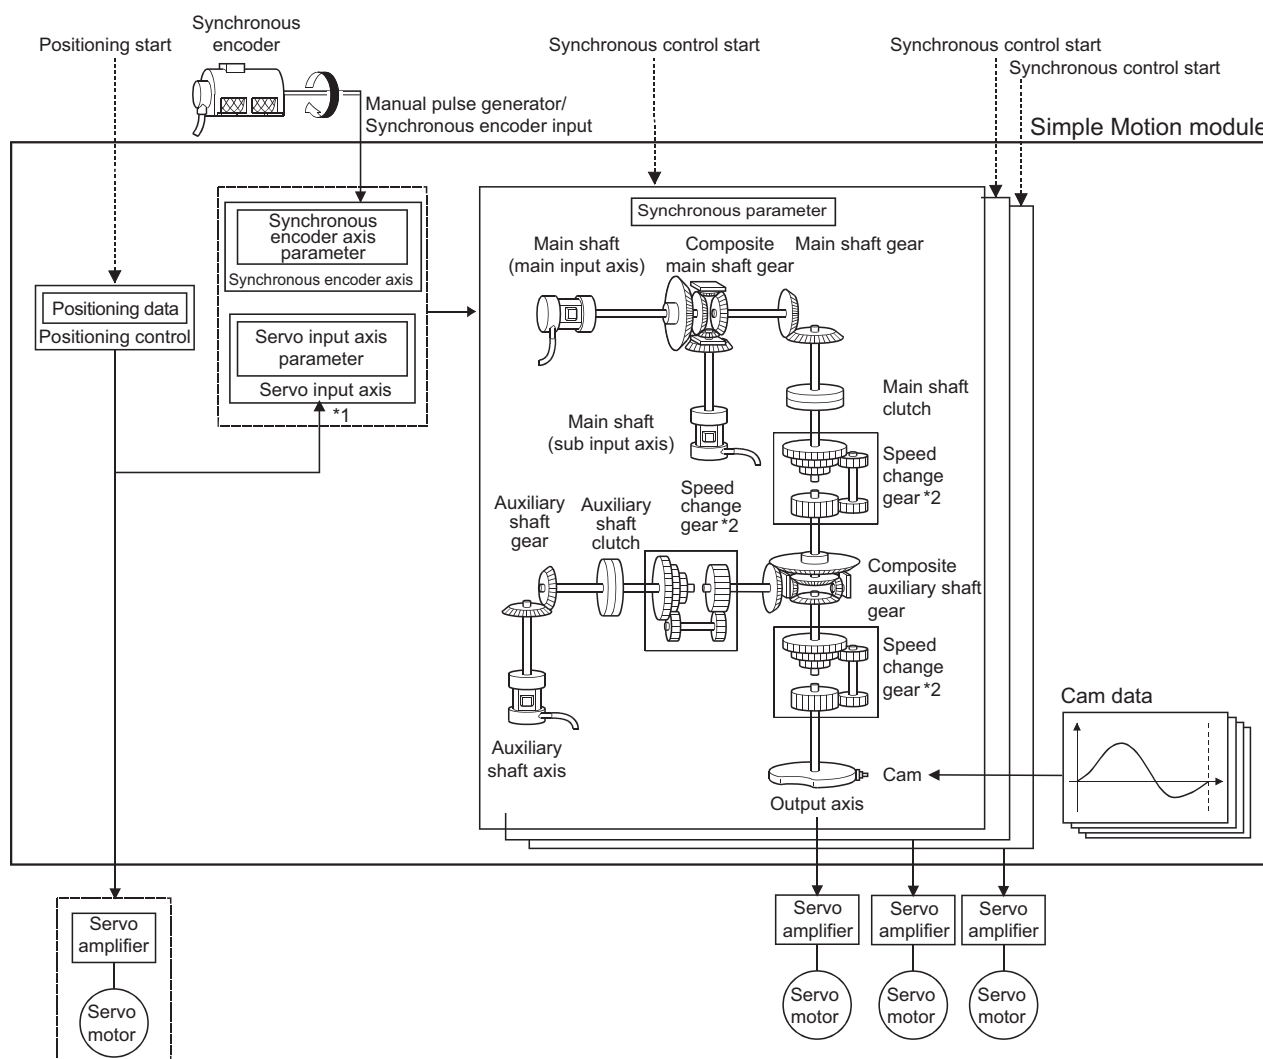 Positioning start
Synchronous
encoder
Synchronous control start
Synchronous control start
Synchronous control start
Manual pulse generator/
Synchronous encoder input
Simple Motion module
Synchronous
encoder axis
parameter
Synchronous encoder axis
Positioning data
Positioning control
Servo input axis
parameter
Servo input axis
*1
Synchronous parameter
Main shaft
(main input axis)
Composite
main shaft gear
Main shaft gear
Main shaft
clutch
Main shaft
(sub input axis)
Speed
change
gear *2
Auxiliary
shaft
gear
Auxiliary
shaft
clutch
Speed
change
gear *2
Composite
auxiliary shaft
gear
Speed
change
gear *2
Auxiliary
shaft axis
Cam
Output axis
Cam data
Servo
amplifier
Servo
motor
Servo
amplifier
Servo
motor
Servo
amplifier
Servo
motor
Servo
amplifier
Servo
motor